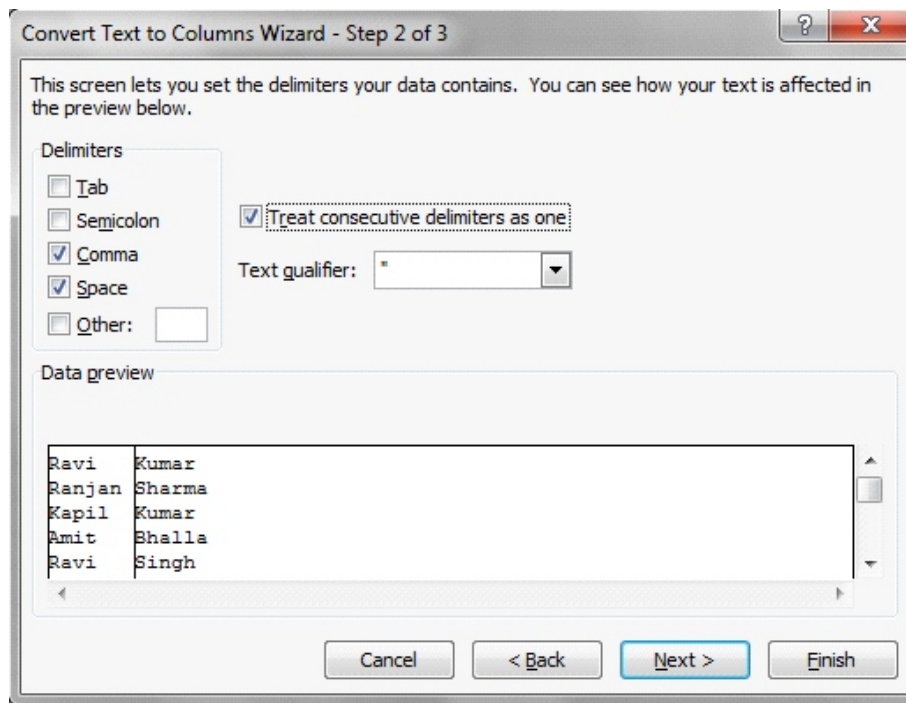 Convert Text to Columns Wizard - Step 2 of 3
?
X
This screen lets you set the delimiters your data contains. You can see how your text is affected in
the preview below.
Delimiters
Tab
Semicolon
Comma
Space
Other:
Treat consecutive delimiters as one
Text qualifier: "
Data preview
Ravi Kumar
Ranjan Sharma
Kapil Kumar
Amit Bhalla
Ravi Singh
Cancel < Back Next > Finish